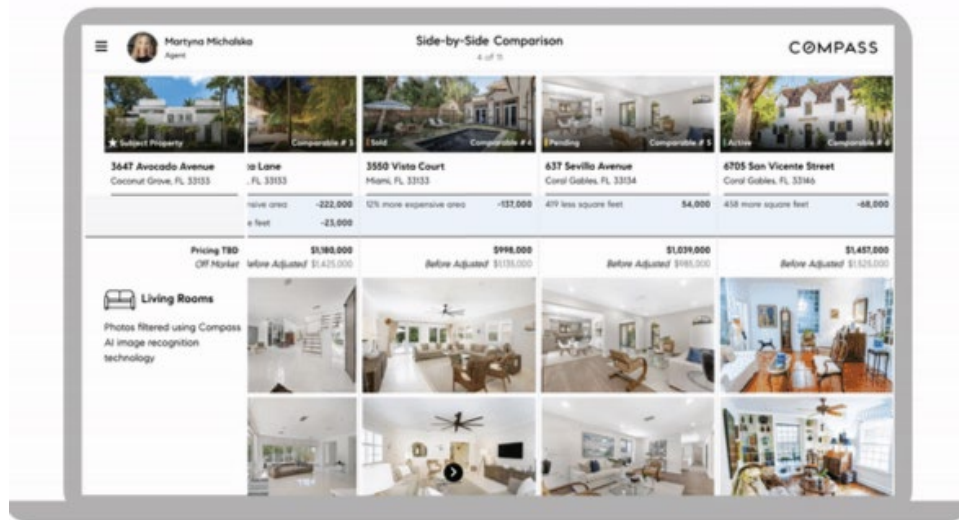 Martyna Michalska
Agent
Side-by-Side Comparison
4 of 11
COMPASS
Subject Property
Comparable # 3
Sold
Comparable # 4
Pending
Comparable # 5
Active
Comparable # 6
3647 Avocado Avenue
Coconut Grove, FL 33133
ta Lane
, FL 33133
3550 Vista Court
Miami, FL 33133
637 Sevilla Avenue
Coral Gables, FL 33134
6705 San Vicente Street
Coral Gables, FL 33146
nsive area -222,000
e feet -23,000
12% more expensive area -137,000
419 less square feet 54,000
458 more square feet -68,000
Pricing TBD
Off Market
$1,180,000
Before Adjusted $1,425,000
$998,000
Before Adjusted $1,135,000
$1,039,000
Before Adjusted $985,000
$1,457,000
Before Adjusted $1,525,000
Living Rooms
Photos filtered using Compass
AI image recognition
technology